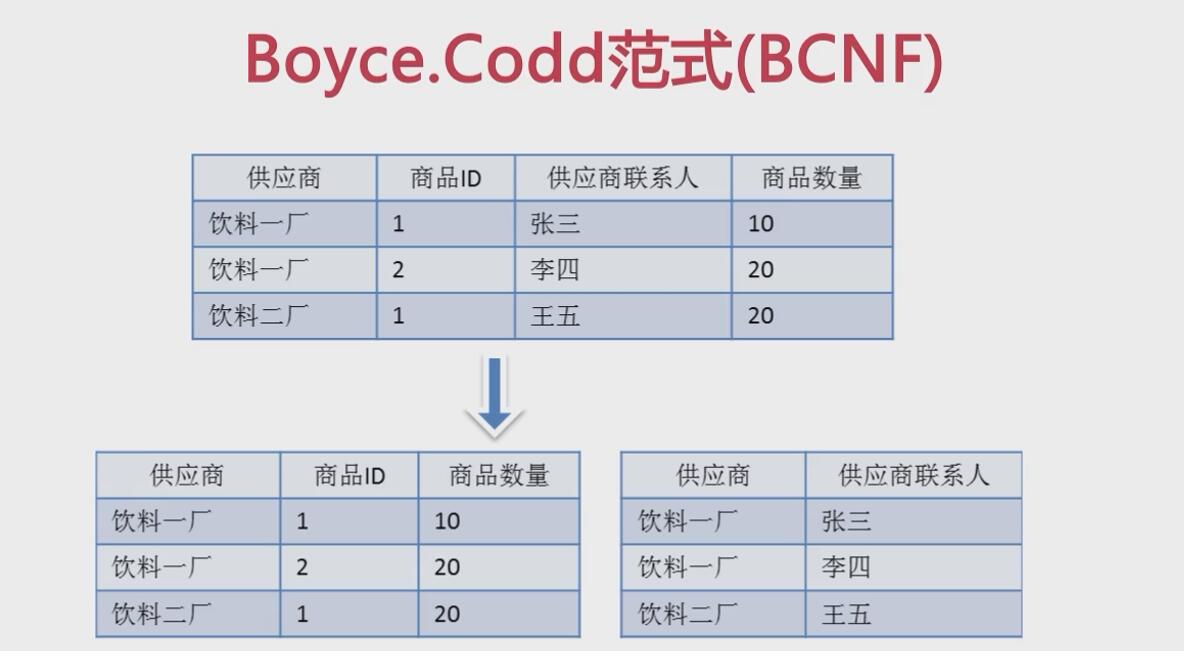 Boyce.Codd范式(BCNF)
供应商 商品ID 供应商联系人 商品数量
饮料一厂 1 张三 10
饮料一厂 2 李四 20
饮料二厂 1 王五 20
供应商 商品ID 商品数量
饮料一厂 1 10
饮料一厂 2 20
饮料二厂 1 20
供应商 供应商联系人
饮料一厂 张三
饮料一厂 李四
饮料二厂 王五